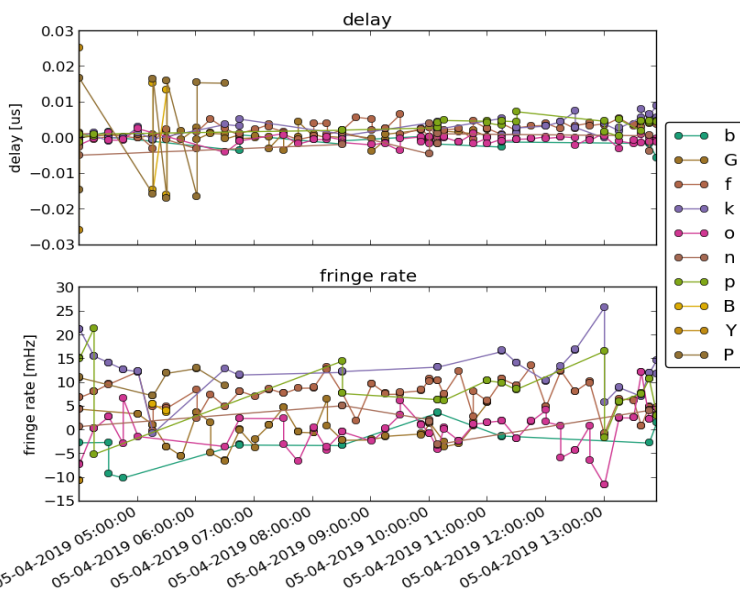 delay
0.03
0.02
0.01
0.00
−0.01
−0.02
−0.03
delay [us]
fringe rate
30
25
20
15
10
5
0
−5
−10
−15
fringe rate [mHz]
05-04-2019 05:00:00
05-04-2019 06:00:00
05-04-2019 07:00:00
05-04-2019 08:00:00
05-04-2019 09:00:00
05-04-2019 10:00:00
05-04-2019 11:00:00
05-04-2019 12:00:00
05-04-2019 13:00:00
b
G
f
k
o
n
p
B
Y
P